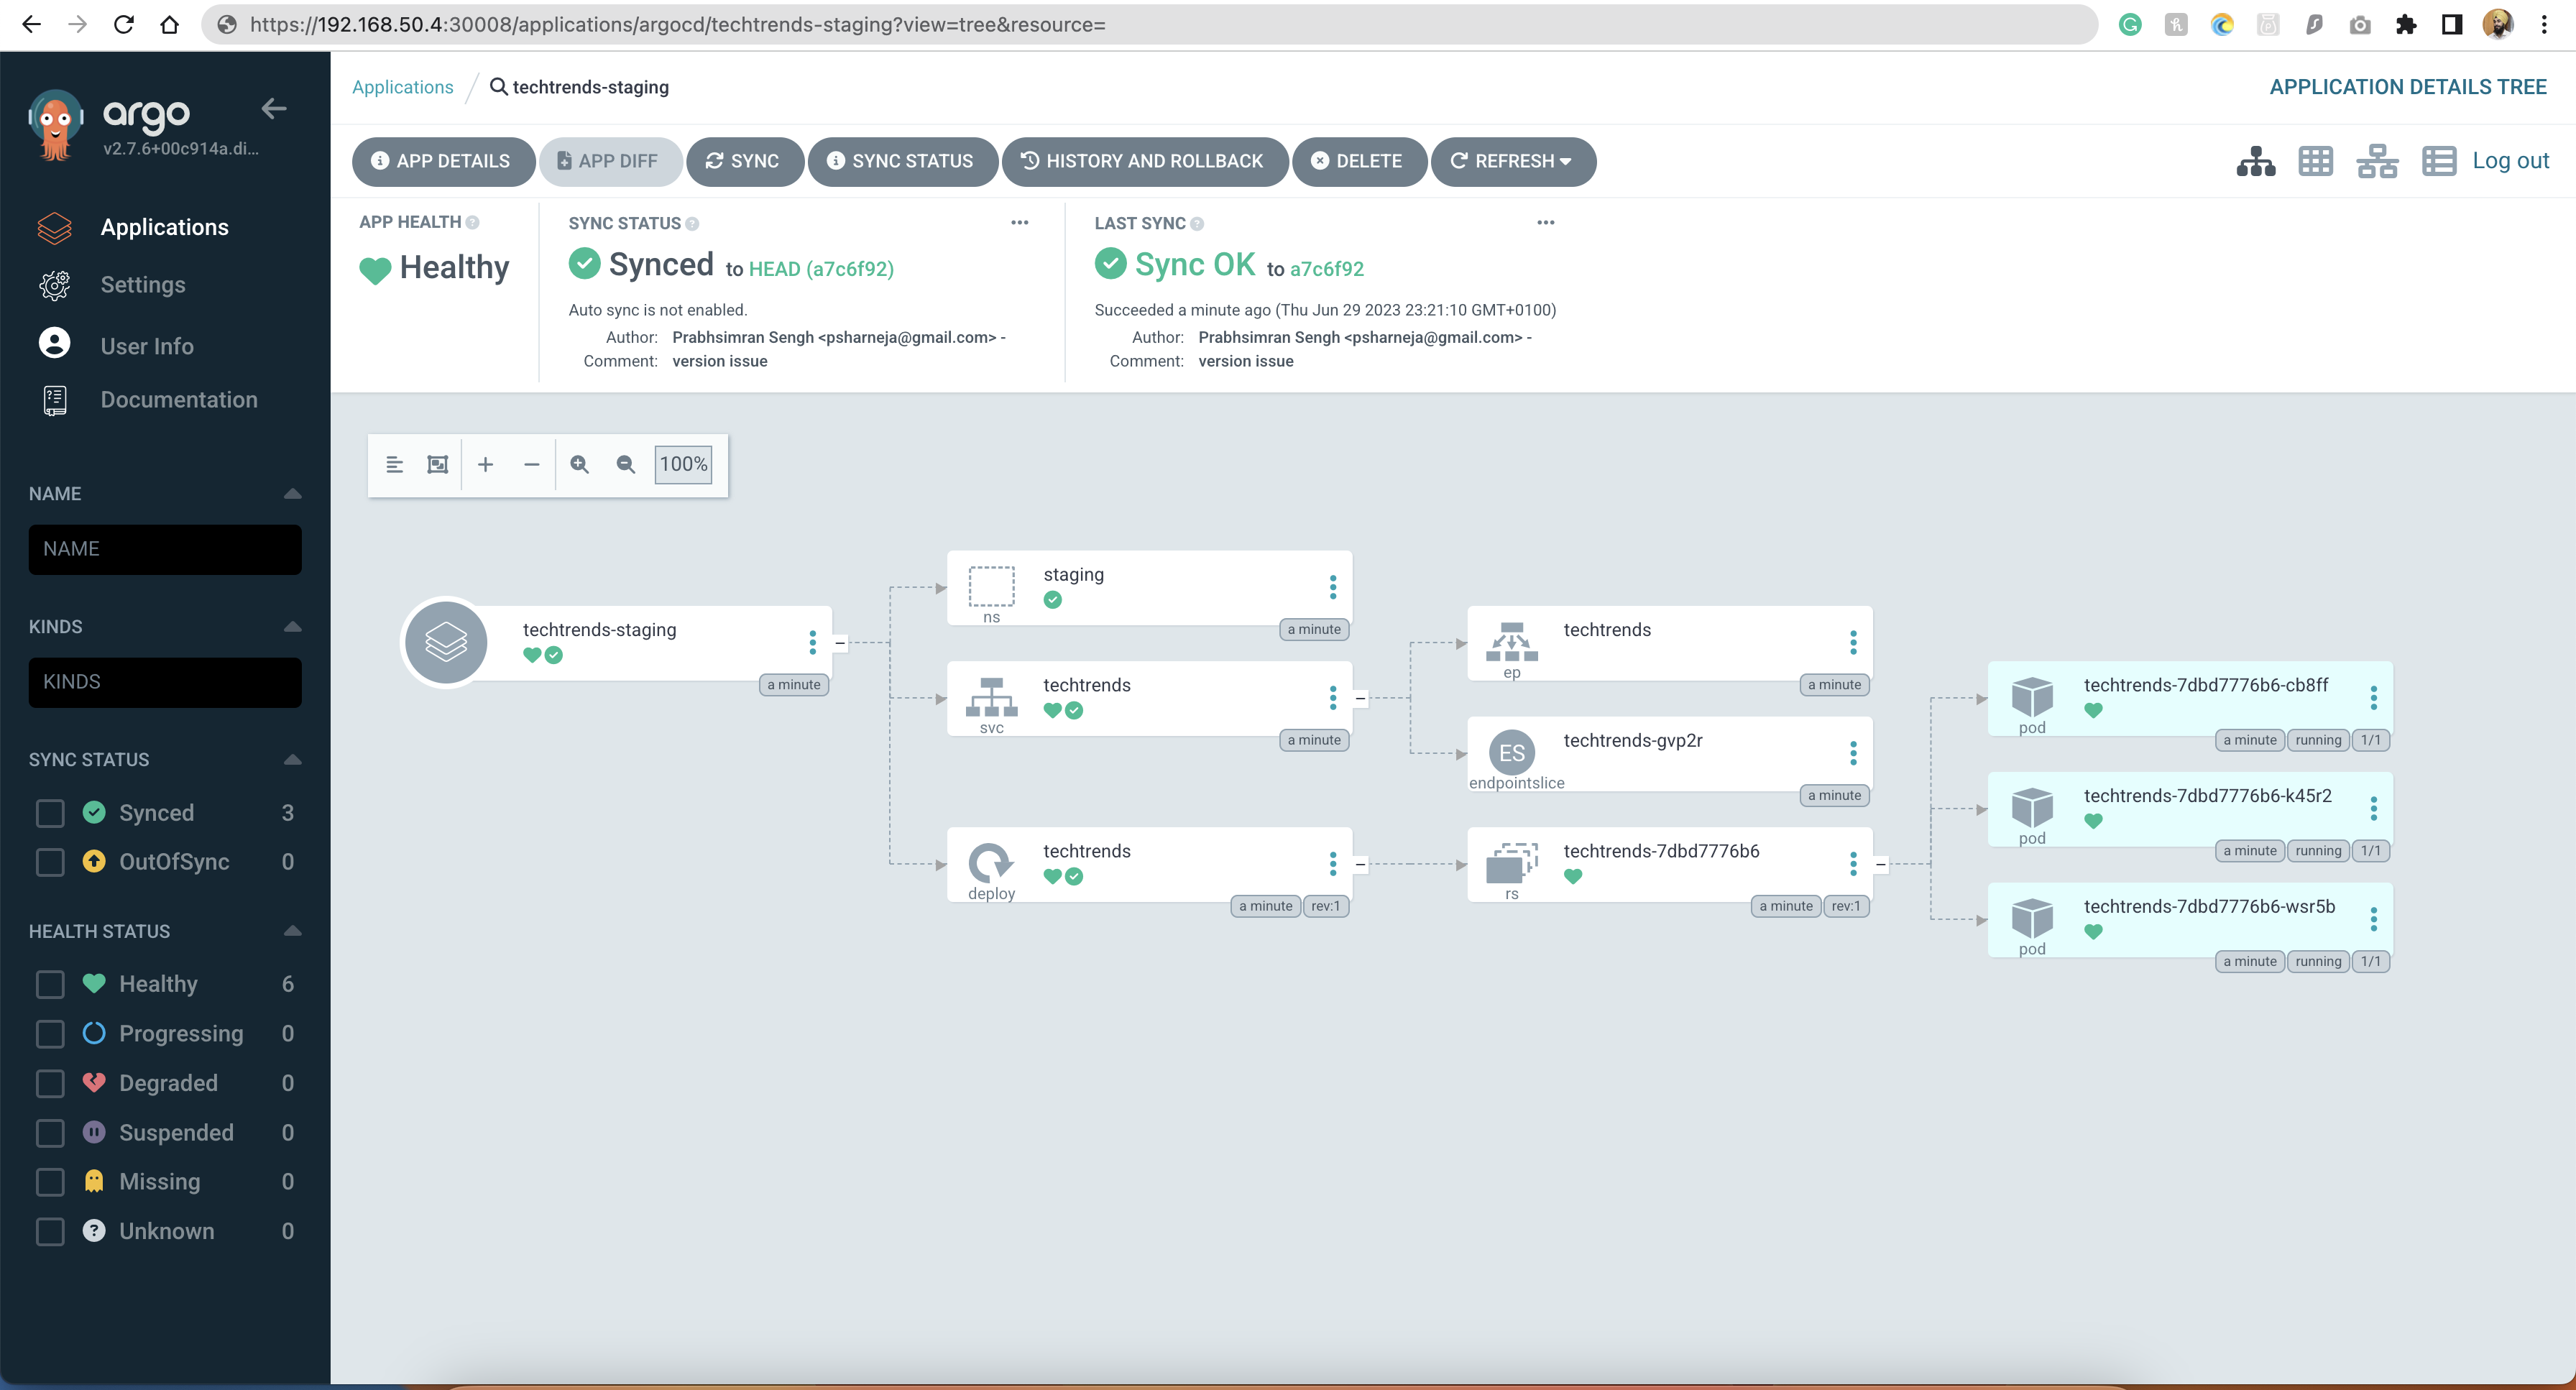 https://192.168.50.4:30008/applications/argocd/techtrends-staging?view=tree&resource=
argo
v2.7.6+00c914a.di...
Applications
Settings
User Info
Documentation
NAME
NAME
KINDS
KINDS
SYNC STATUS
Synced 3
OutOfSync 0
HEALTH STATUS
Healthy 6
Progressing 0
Degraded 0
Suspended 0
Missing 0
Unknown 0
Applications / techtrends-staging
APPLICATION DETAILS TREE
APP DETAILS APP DIFF SYNC SYNC STATUS HISTORY AND ROLLBACK DELETE REFRESH
Log out
APP HEALTH
Healthy
SYNC STATUS
Synced to HEAD (a7c6f92)
Auto sync is not enabled.
Author: Prabhsimran Sengh <psharneja@gmail.com> -
Comment: version issue
LAST SYNC
Sync OK to a7c6f92
Succeeded a minute ago (Thu Jun 29 2023 23:21:10 GMT+0100)
Author: Prabhsimran Sengh <psharneja@gmail.com> -
Comment: version issue
100%
techtrends-staging
a minute
staging
ns
a minute
techtrends
svc
a minute
techtrends
deploy
a minute rev:1
techtrends
ep
a minute
ES
techtrends-gvp2r
endpointslice
a minute
techtrends-7dbd7776b6
rs
a minute rev:1
techtrends-7dbd7776b6-cb8ff
pod
a minute running 1/1
techtrends-7dbd7776b6-k45r2
pod
a minute running 1/1
techtrends-7dbd7776b6-wsr5b
pod
a minute running 1/1